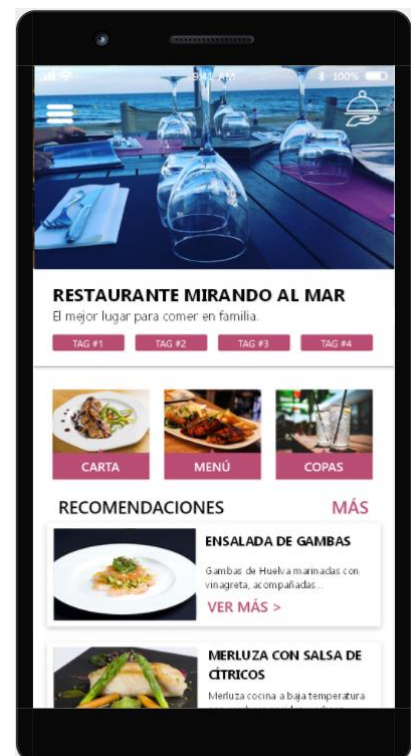 9:41 AM
100%
RESTAURANTE MIRANDO AL MAR
El mejor lugar para comer en familia.
TAG #1 TAG #2 TAG #3 TAG #4
CARTA MENÚ COPAS
RECOMENDACIONES MÁS
ENSALADA DE GAMBAS
Gambas de Huelva marinadas con
vinagreta, acompañadas...
VER MÁS >
MERLUZA CON SALSA DE
CÍTRICOS
Merluza cocina a baja temperatura